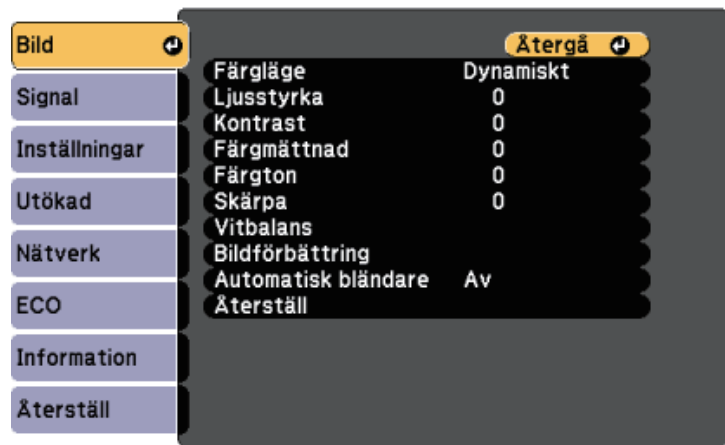 Bild
Signal
Inställningar
Utökad
Nätverk
ECO
Information
Återställ
Återgå
Färgläge Dynamiskt
Ljusstyrka 0
Kontrast 0
Färgmättnad 0
Färgton 0
Skärpa 0
Vitbalans
Bildförbättring
Automatisk bländare Av
Återställ